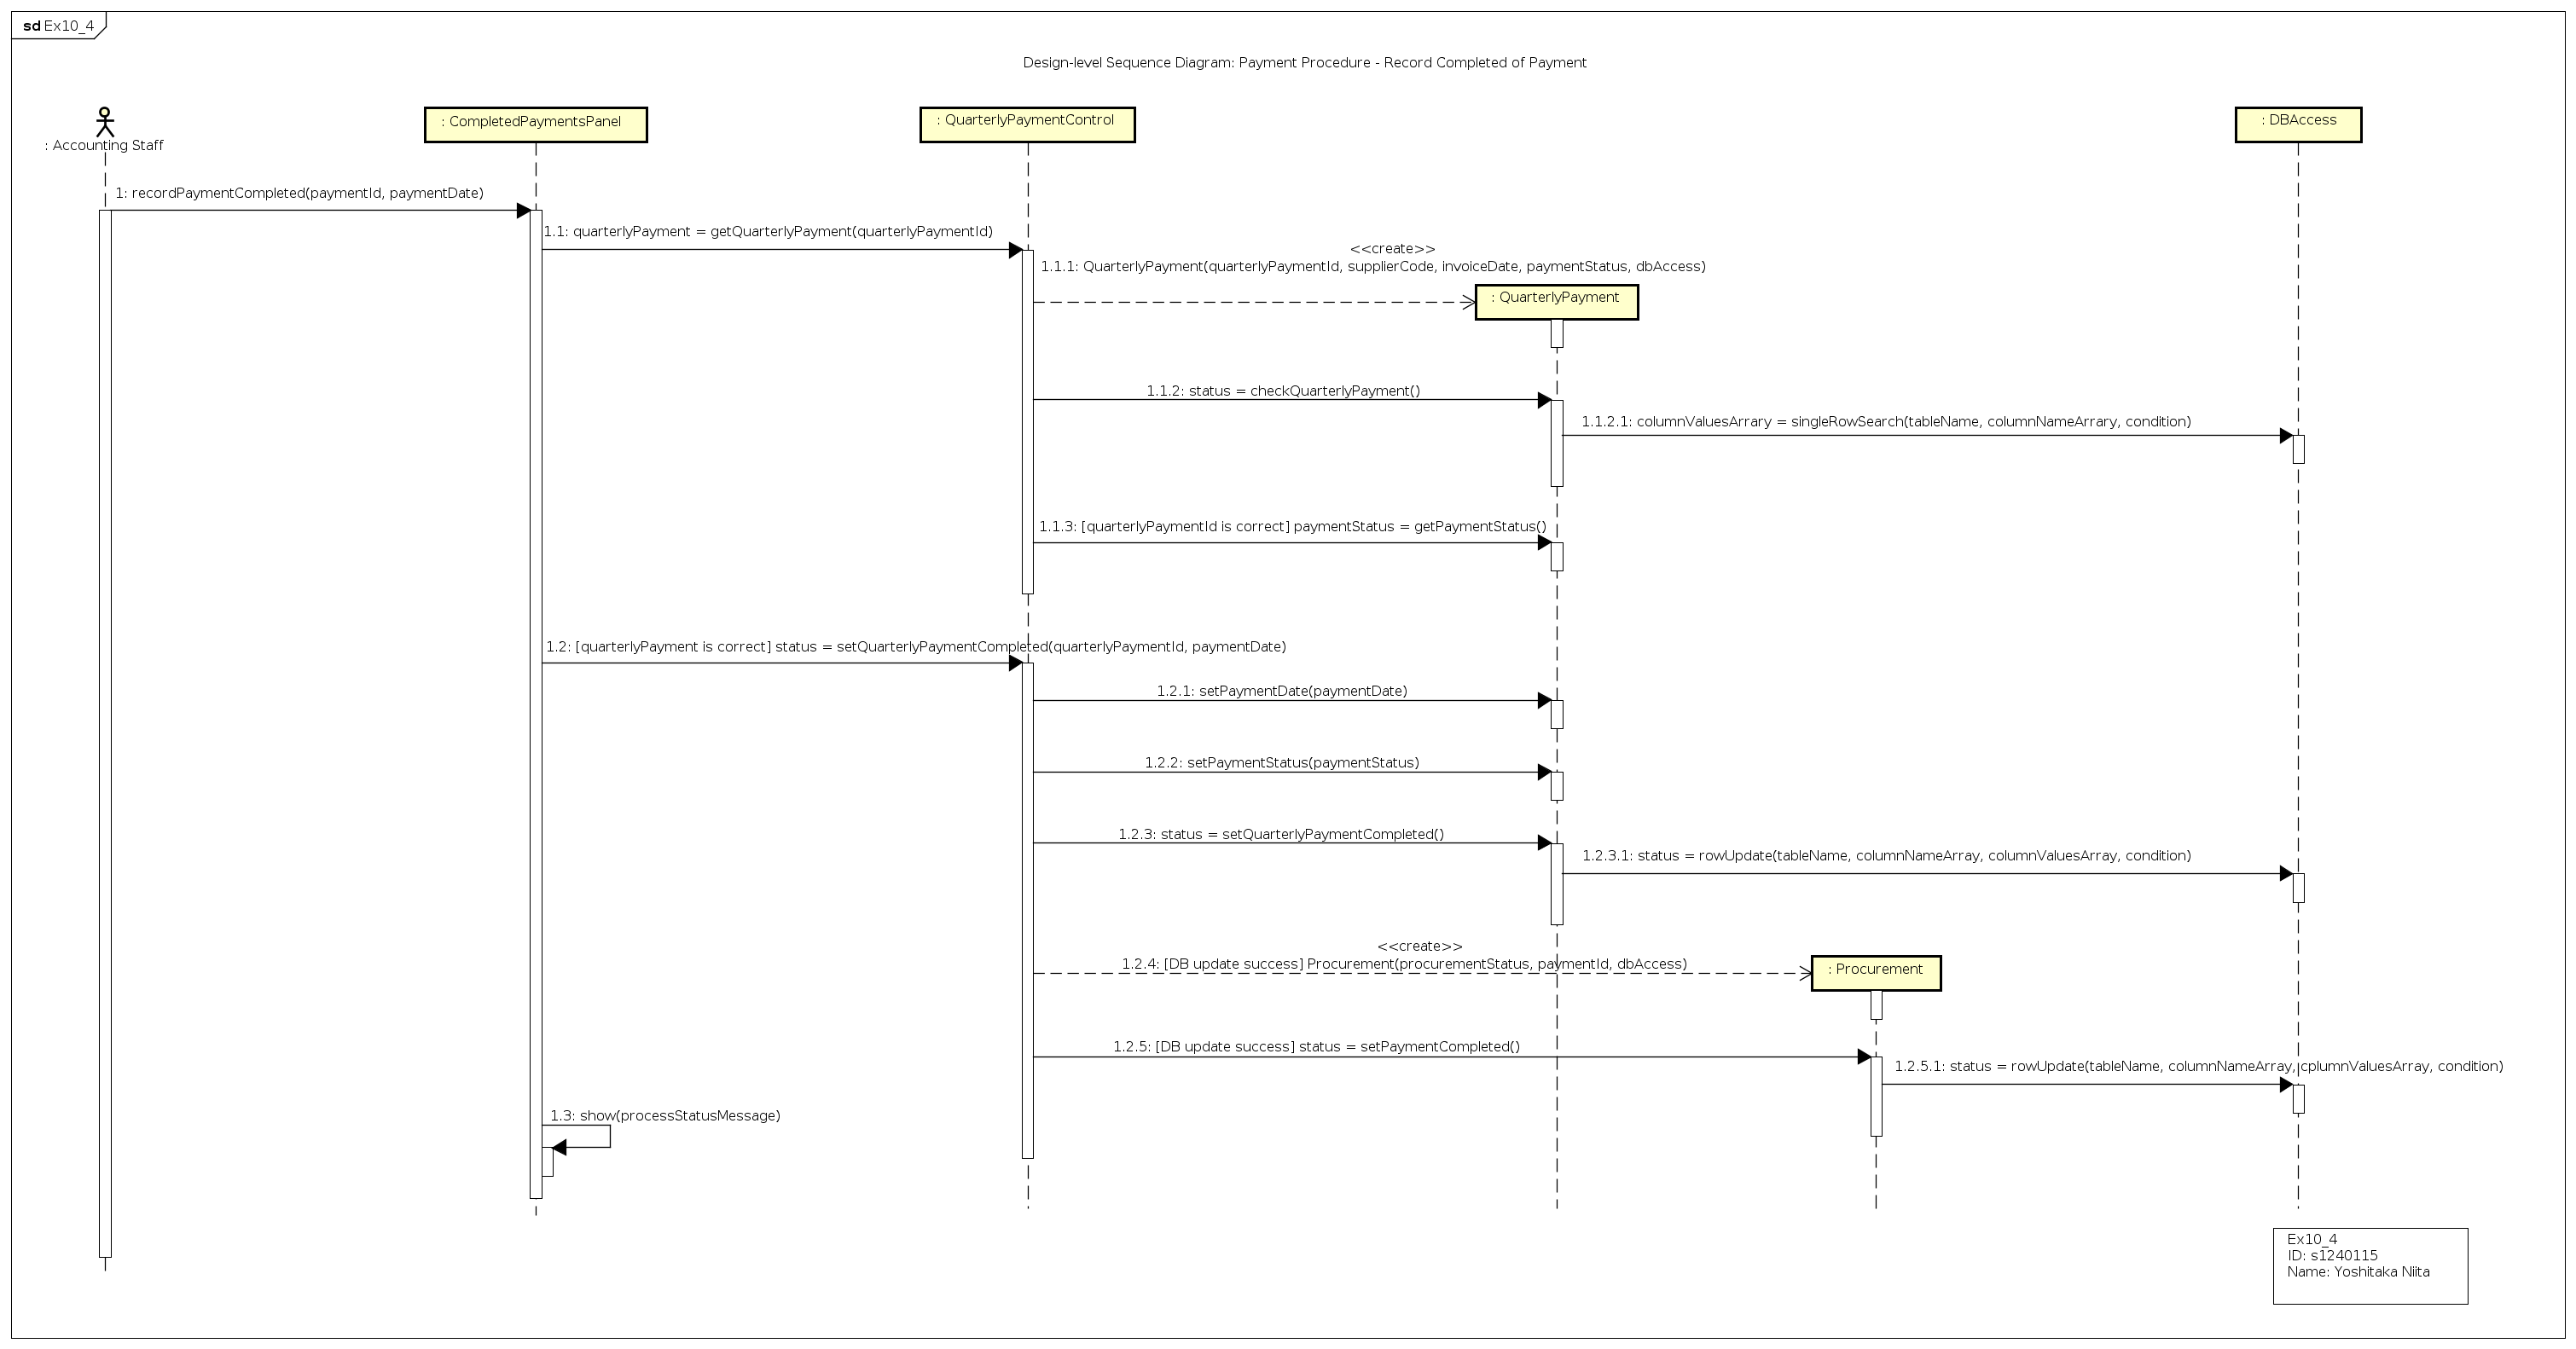 sd Ex10_4
Design-level Sequence Diagram: Payment Procedure - Record Completed of Payment
: Accounting Staff
: CompletedPaymentsPanel
: QuarterlyPaymentControl
: DBAccess
1: recordPaymentCompleted(paymentId, paymentDate)
1.1: quarterlyPayment = getQuarterlyPayment(quarterlyPaymentId)
<<create>>
1.1.1: QuarterlyPayment(quarterlyPaymentId, supplierCode, invoiceDate, paymentStatus, dbAccess)
: QuarterlyPayment
1.1.2: status = checkQuarterlyPayment()
1.1.2.1: columnValuesArrary = singleRowSearch(tableName, columnNameArrary, condition)
1.1.3: [quarterlyPaymentId is correct] paymentStatus = getPaymentStatus()
1.2: [quarterlyPayment is correct] status = setQuarterlyPaymentCompleted(quarterlyPaymentId, paymentDate)
1.2.1: setPaymentDate(paymentDate)
1.2.2: setPaymentStatus(paymentStatus)
1.2.3: status = setQuarterlyPaymentCompleted()
1.2.3.1: status = rowUpdate(tableName, columnNameArray, columnValuesArray, condition)
<<create>>
1.2.4: [DB update success] Procurement(procurementStatus, paymentId, dbAccess)
: Procurement
1.2.5: [DB update success] status = setPaymentCompleted()
1.2.5.1: status = rowUpdate(tableName, columnNameArray, cplumnValuesArray, condition)
1.3: show(processStatusMessage)
Ex10_4
ID: s1240115
Name: Yoshitaka Niita